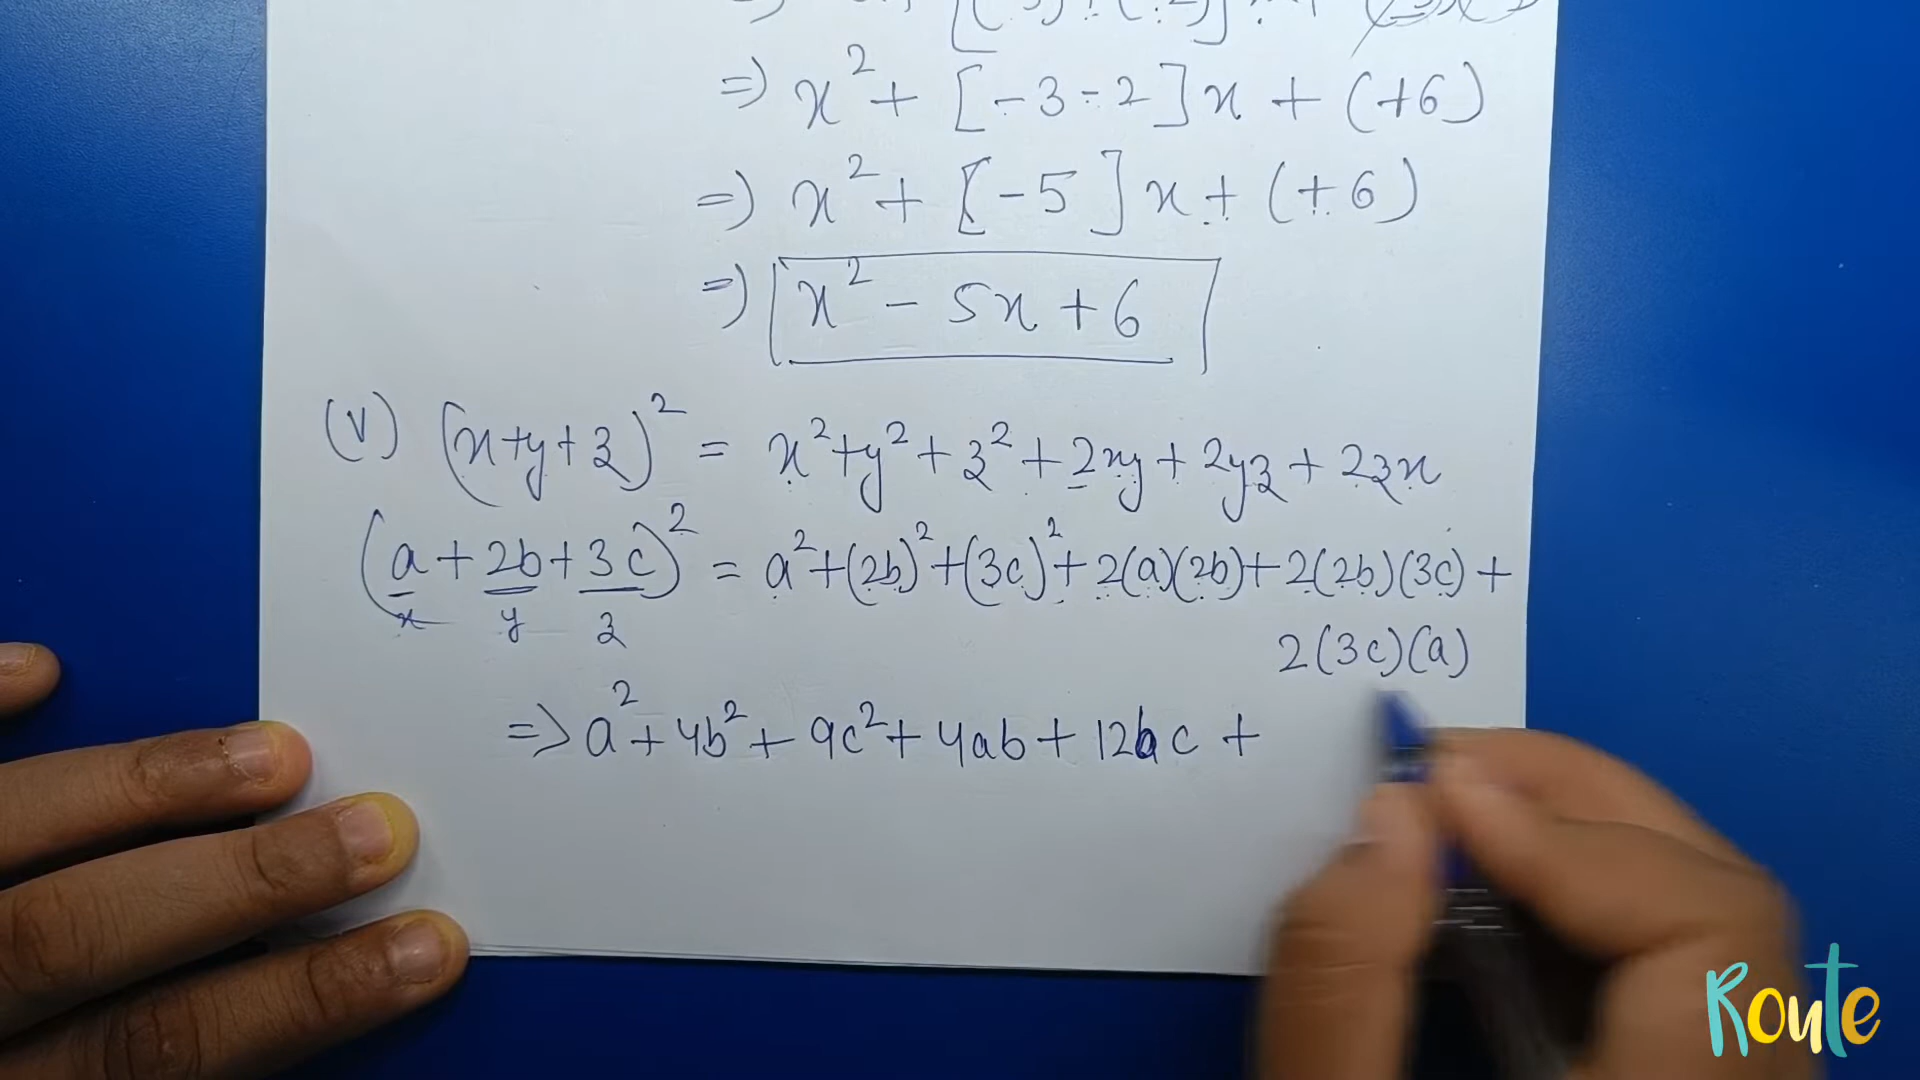 =) x² + [-3-2]x + (+6)
=) x² + [-5]x + (+6)
=) x² - 5x + 6
(V) (x+y+z)² = x²+y²+z²+2xy+2yz+2zx
(a+2b+3c)² = a²+(2b)²+(3c)²+2(a)(2b)+2(2b)(3c)+
x y z
2(3c)(a)
=> a²+4b²+9c²+4ab+12bc+
Route